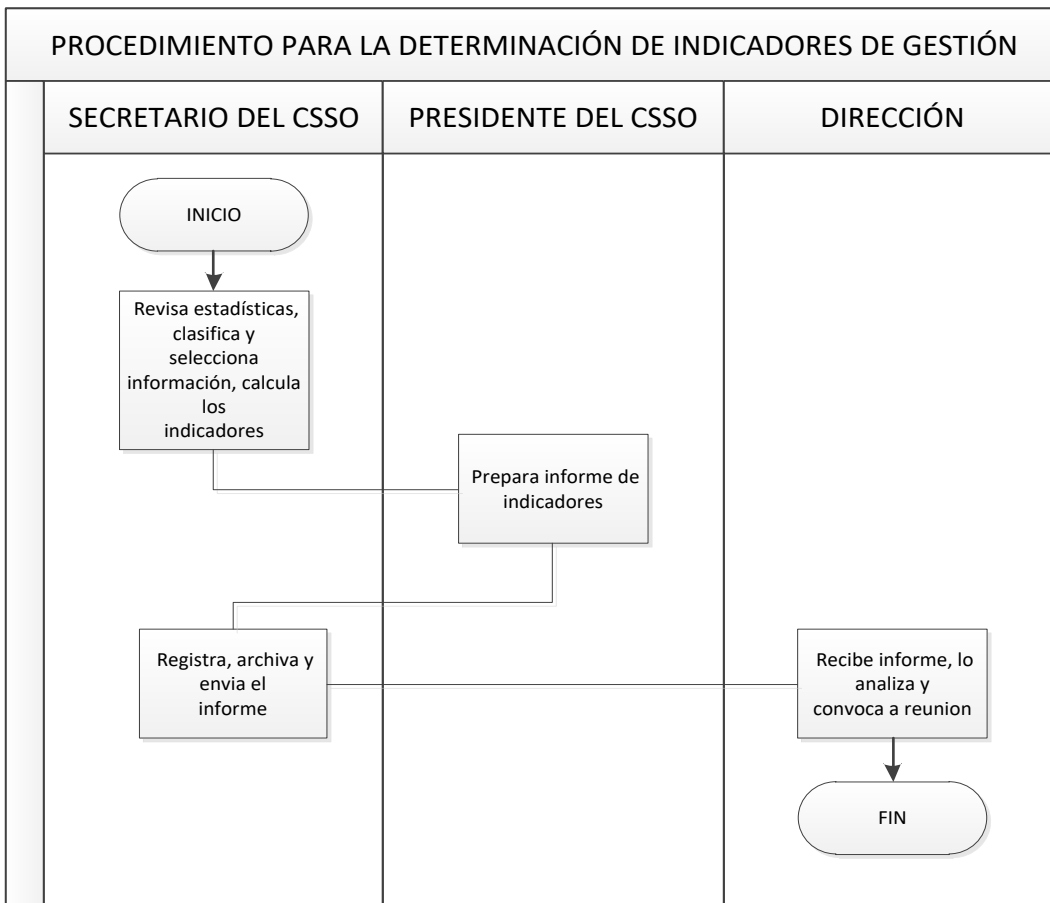 PROCEDIMIENTO PARA LA DETERMINACIÓN DE INDICADORES DE GESTIÓN
SECRETARIO DEL CSSO
PRESIDENTE DEL CSSO
DIRECCIÓN
INICIO
Revisa estadísticas,
clasifica y
selecciona
información, calcula
los
indicadores
Prepara informe de
indicadores
Registra, archiva y
envia el
informe
Recibe informe, lo
analiza y
convoca a reunion
FIN